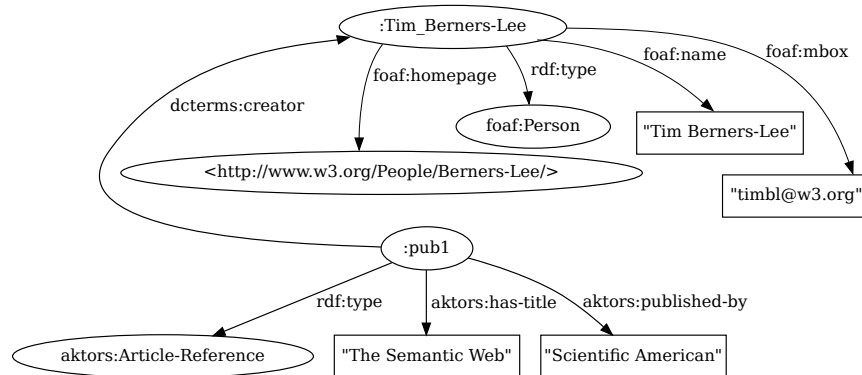 :Tim_Berners-Lee
foaf:homepage
rdf:type
foaf:name
foaf:mbox
dcterms:creator
foaf:Person
"Tim Berners-Lee"
<http://www.w3.org/People/Berners-Lee/>
"timbl@w3.org"
:pub1
rdf:type
aktors:has-title
aktors:published-by
aktors:Article-Reference
"The Semantic Web"
"Scientific American"